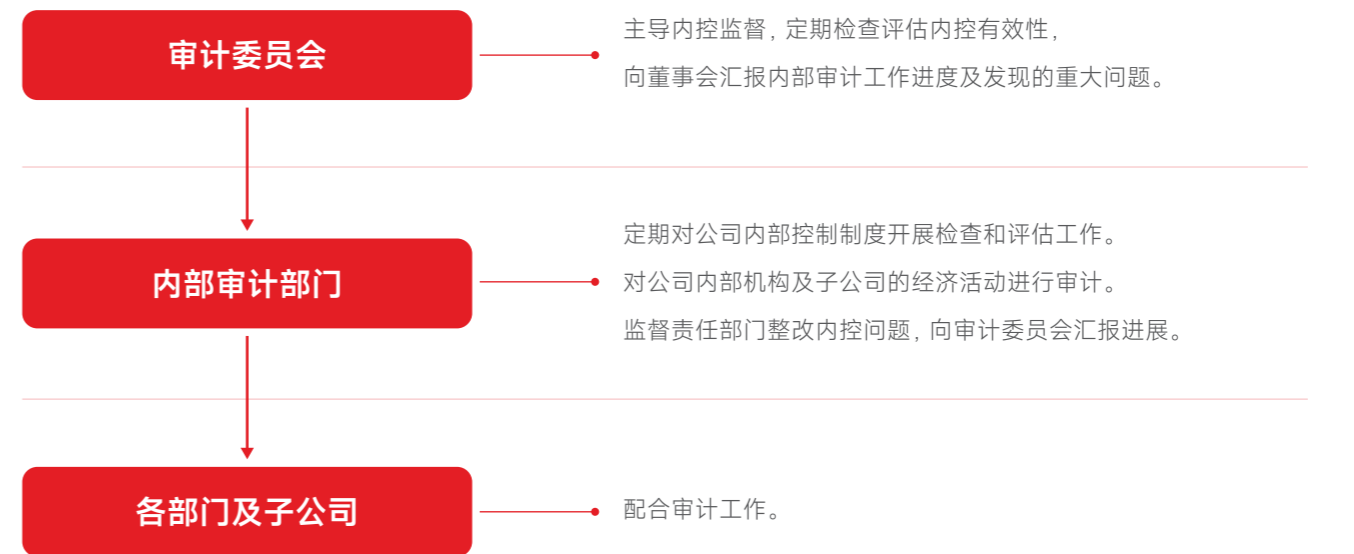 审计委员会
主导内控监督, 定期检查评估内控有效性,
向董事会汇报内部审计工作进度及发现的重大问题。
内部审计部门
定期对公司内部控制制度开展检查和评估工作。
对公司内部机构及子公司的经济活动进行审计。
监督责任部门整改内控问题, 向审计委员会汇报进展。
各部门及子公司
配合审计工作。